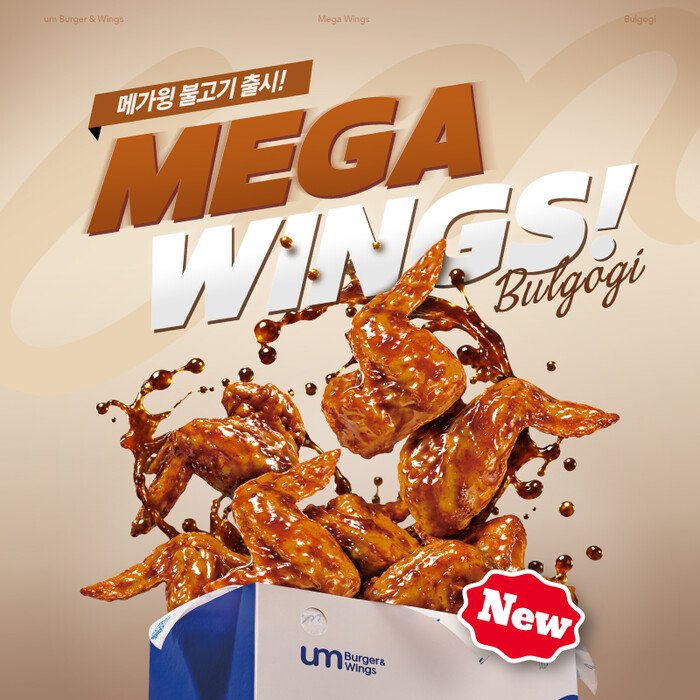 um Burger & Wings
Mega Wings
Bulgogi
메가윙 불고기 출시!
MEGA
WINGS!
Bulgogi
New
um Burger&
Wings